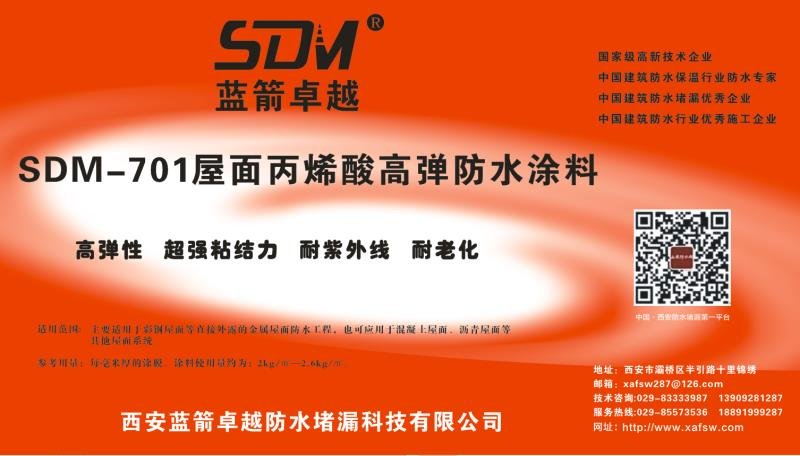 SDM®
蓝箭卓越
国家级高新技术企业
中国建筑防水保温行业防水专家
中国建筑防水堵漏优秀企业
中国建筑防水行业优秀施工企业
SDM-701屋面丙烯酸高弹防水涂料
高弹性 超强粘结力 耐紫外线 耐老化
中国·西安防水堵漏第一平台
适用范围: 主要适用于彩钢屋面等直接外露的金属屋面防水工程, 也可应用于混凝土屋面、沥青屋面等
其他屋面系统
参考用量: 每毫米厚的涂膜, 涂料使用量约为: 2kg/㎡—2.6kg/㎡.
地址: 西安市灞桥区半引路十里锦绣
邮箱: xafsw287@126.com
技术咨询:029-83333987 13909281287
服务热线:029-85573536 18891999287
网址: http://www.xafsw.com
西安蓝箭卓越防水堵漏科技有限公司